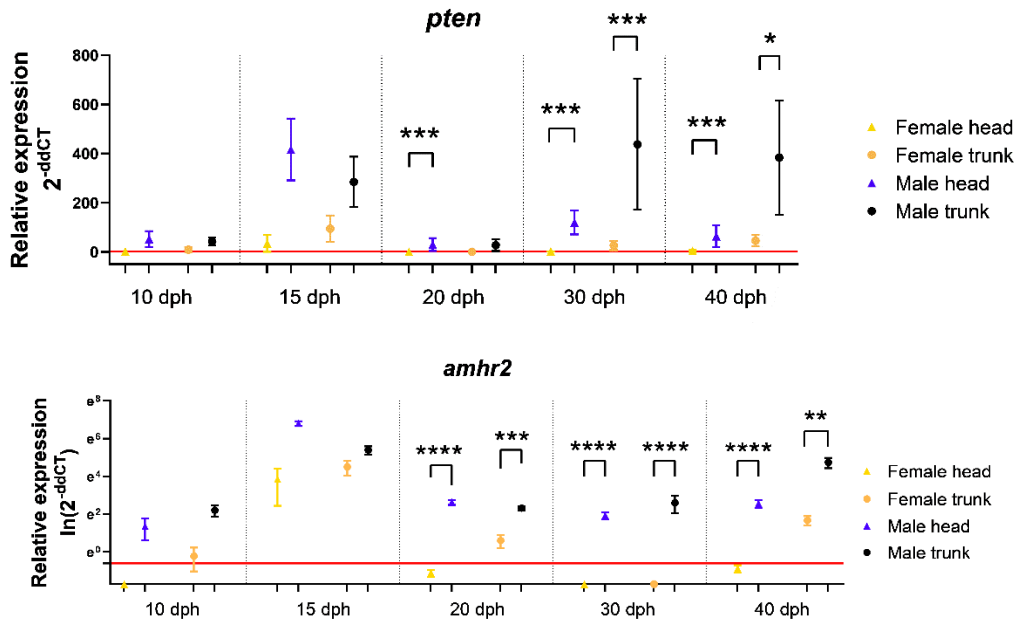 pten
Relative expression
2^-ddCT
800
600
400
200
0
***
***
***
***
*
10 dph
15 dph
20 dph
30 dph
40 dph
Female head
Female trunk
Male head
Male trunk
amhr2
Relative expression
ln(2^-ddCT)
e⁸
e⁶
e⁴
e²
e⁰
****
***
****
****
****
**
10 dph
15 dph
20 dph
30 dph
40 dph
Female head
Female trunk
Male head
Male trunk